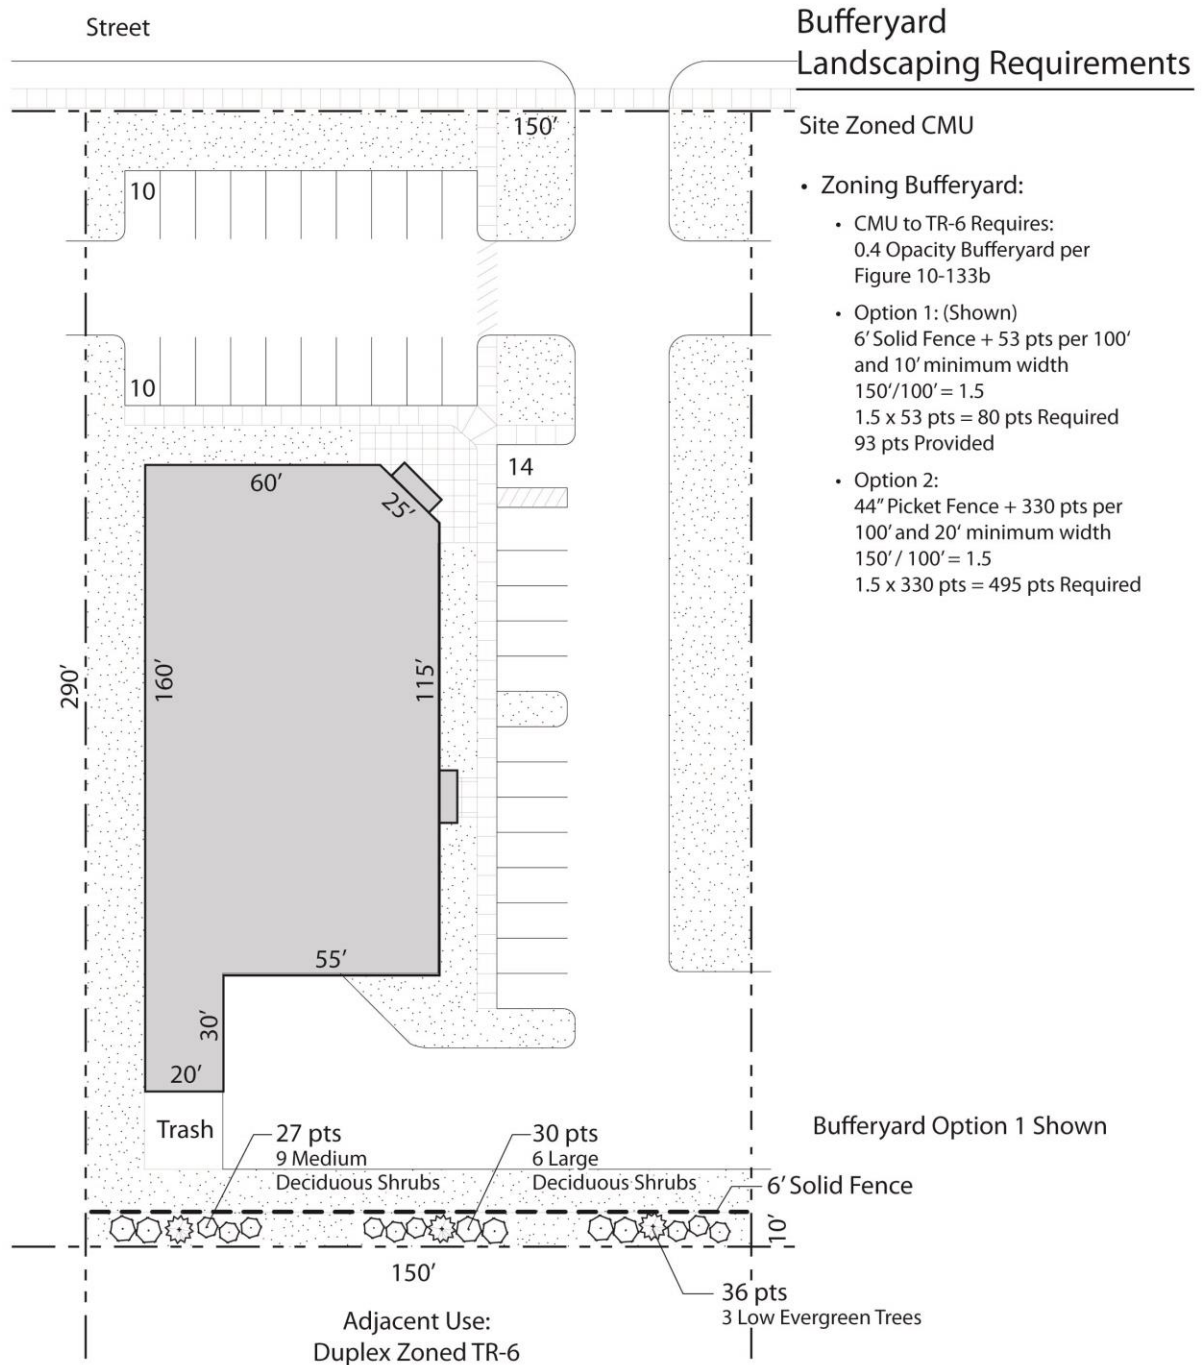 Street
Bufferyard
Landscaping Requirements
Site Zoned CMU
• Zoning Bufferyard:
• CMU to TR-6 Requires:
0.4 Opacity Bufferyard per
Figure 10-133b
• Option 1: (Shown)
6' Solid Fence + 53 pts per 100'
and 10' minimum width
150'/100' = 1.5
1.5 x 53 pts = 80 pts Required
93 pts Provided
• Option 2:
44" Picket Fence + 330 pts per
100' and 20' minimum width
150' / 100' = 1.5
1.5 x 330 pts = 495 pts Required
150'
10
10
14
60'
25'
290'
160'
115'
55'
30'
20'
Trash
27 pts
9 Medium
Deciduous Shrubs
30 pts
6 Large
Deciduous Shrubs
Bufferyard Option 1 Shown
6' Solid Fence
10'
150'
36 pts
3 Low Evergreen Trees
Adjacent Use:
Duplex Zoned TR-6